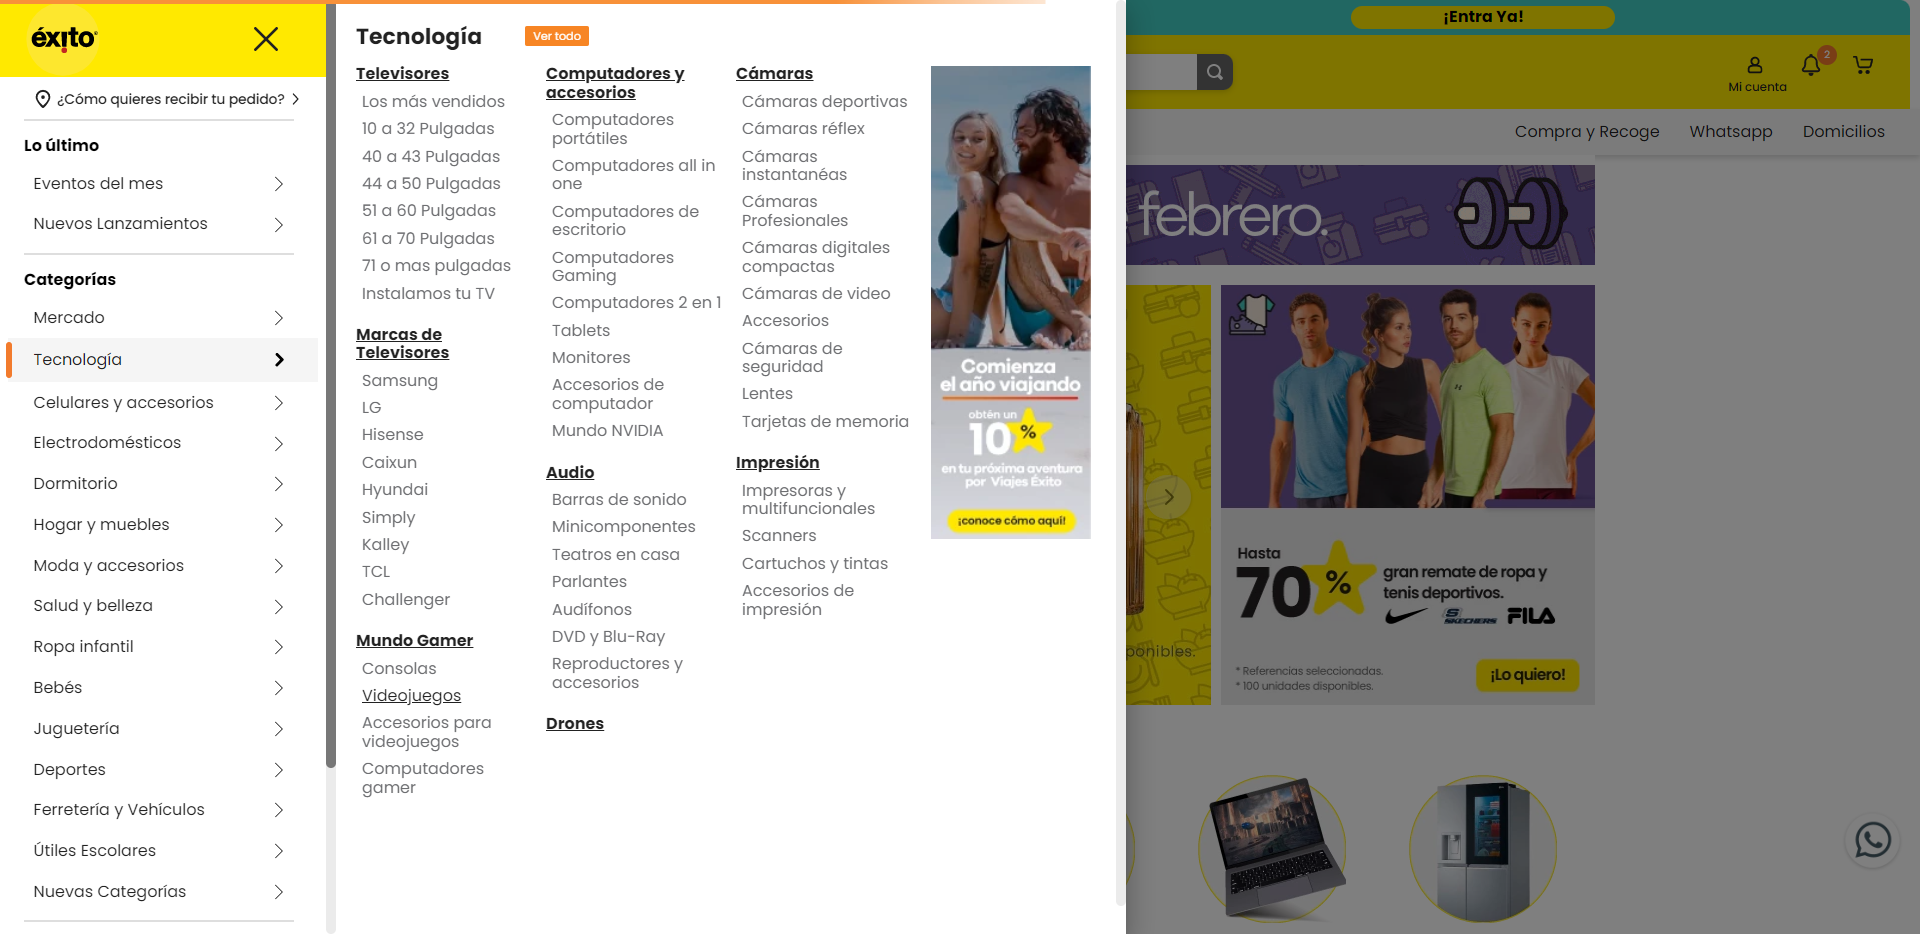 éxito
¿Cómo quieres recibir tu pedido?
Lo último
Eventos del mes
Nuevos Lanzamientos
Categorías
Mercado
Tecnología
Celulares y accesorios
Electrodomésticos
Dormitorio
Hogar y muebles
Moda y accesorios
Salud y belleza
Ropa infantil
Bebés
Juguetería
Deportes
Ferretería y Vehículos
Útiles Escolares
Nuevas Categorías
Tecnología
Ver todo
Televisores
Los más vendidos
10 a 32 Pulgadas
40 a 43 Pulgadas
44 a 50 Pulgadas
51 a 60 Pulgadas
61 a 70 Pulgadas
71 o mas pulgadas
Instalamos tu TV
Marcas de
Televisores
Samsung
LG
Hisense
Caixun
Hyundai
Simply
Kalley
TCL
Challenger
Mundo Gamer
Consolas
Videojuegos
Accesorios para
videojuegos
Computadores
gamer
Computadores y
accesorios
Computadores
portátiles
Computadores all in
one
Computadores de
escritorio
Computadores
Gaming
Computadores 2 en 1
Tablets
Monitores
Accesorios de
computador
Mundo NVIDIA
Audio
Barras de sonido
Minicomponentes
Teatros en casa
Parlantes
Audífonos
DVD y Blu-Ray
Reproductores y
accesorios
Drones
Cámaras
Cámaras deportivas
Cámaras réflex
Cámaras
instantanéas
Cámaras
Profesionales
Cámaras digitales
compactas
Cámaras de video
Accesorios
Cámaras de
seguridad
Lentes
Tarjetas de memoria
Impresión
Impresoras y
multifuncionales
Scanners
Cartuchos y tintas
Accesorios de
impresión
Comienza
el año viajando
obtén un
10 %
en tu próxima aventura
por Viajes Éxito
¡conoce cómo aquí!
¡Entra Ya!
2
Mi cuenta
Compra y Recoge
Whatsapp
Domicilios
febrero.
ponibles.
Hasta
70 %
gran remate de ropa y
tenis deportivos.
SKECHERS FILA
* Referencias seleccionadas.
* 100 unidades disponibles.
¡Lo quiero!